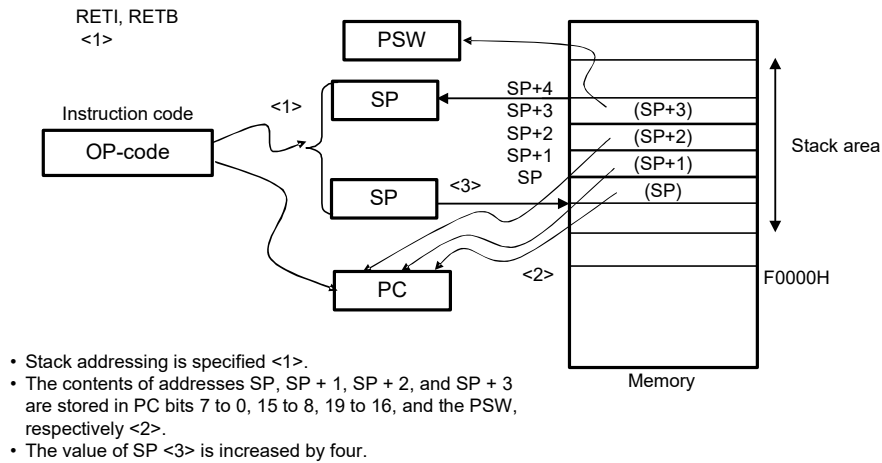 RETI, RETB
<1>
PSW
SP+4
<1>
SP
SP+3
(SP+3)
Instruction code
SP+2
(SP+2)
OP-code
Stack area
SP+1
(SP+1)
SP
<3>
SP
(SP)
<2>
F0000H
PC
Memory
• Stack addressing is specified <1>.
• The contents of addresses SP, SP + 1, SP + 2, and SP + 3
are stored in PC bits 7 to 0, 15 to 8, 19 to 16, and the PSW,
respectively <2>.
• The value of SP <3> is increased by four.